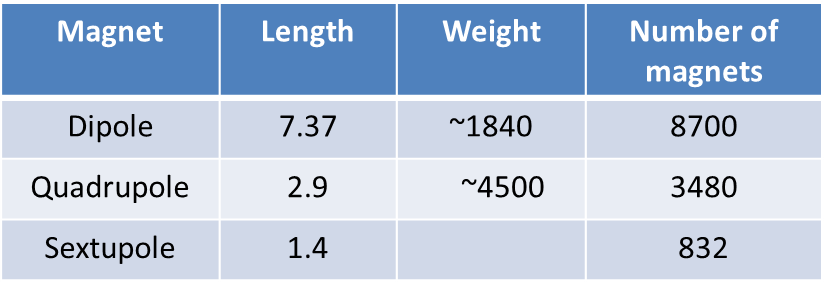 Magnet Length Weight Number of magnets
Dipole 7.37 ~1840 8700
Quadrupole 2.9 ~4500 3480
Sextupole 1.4 832